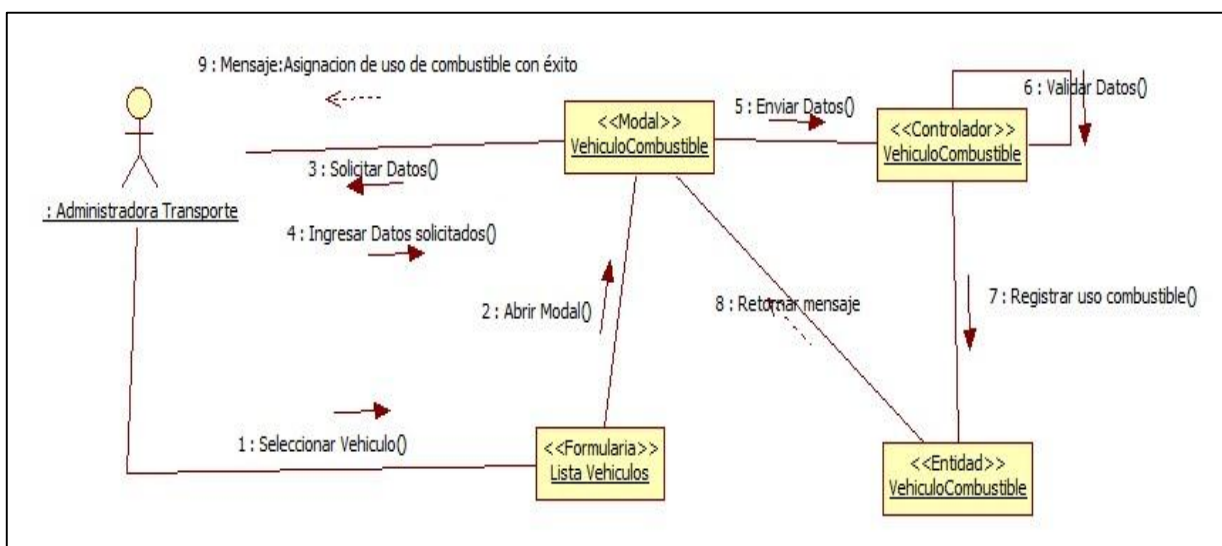 9 : Mensaje:Asignacion de uso de combustible con éxito
6 : Validar Datos()
5 : Enviar Datos()
<<Modal>>
VehiculoCombustible
<<Controlador>>
VehiculoCombustible
3 : Solicitar Datos()
: Administradora Transporte
4 : Ingresar Datos solicitados()
2 : Abrir Modal()
8 : Retornar mensaje
7 : Registrar uso combustible()
1 : Seleccionar Vehiculo()
<<Formularia>>
Lista Vehiculos
<<Entidad>>
VehiculoCombustible